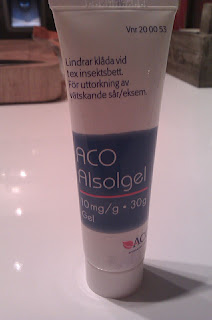 Vnr 20 00 53
Lindrar klåda vid
t ex insektsbett.
För uttorkning av
vätskande sår/eksem.
ACO
Alsolgel
10 mg/g • 30g
Gel
ACO